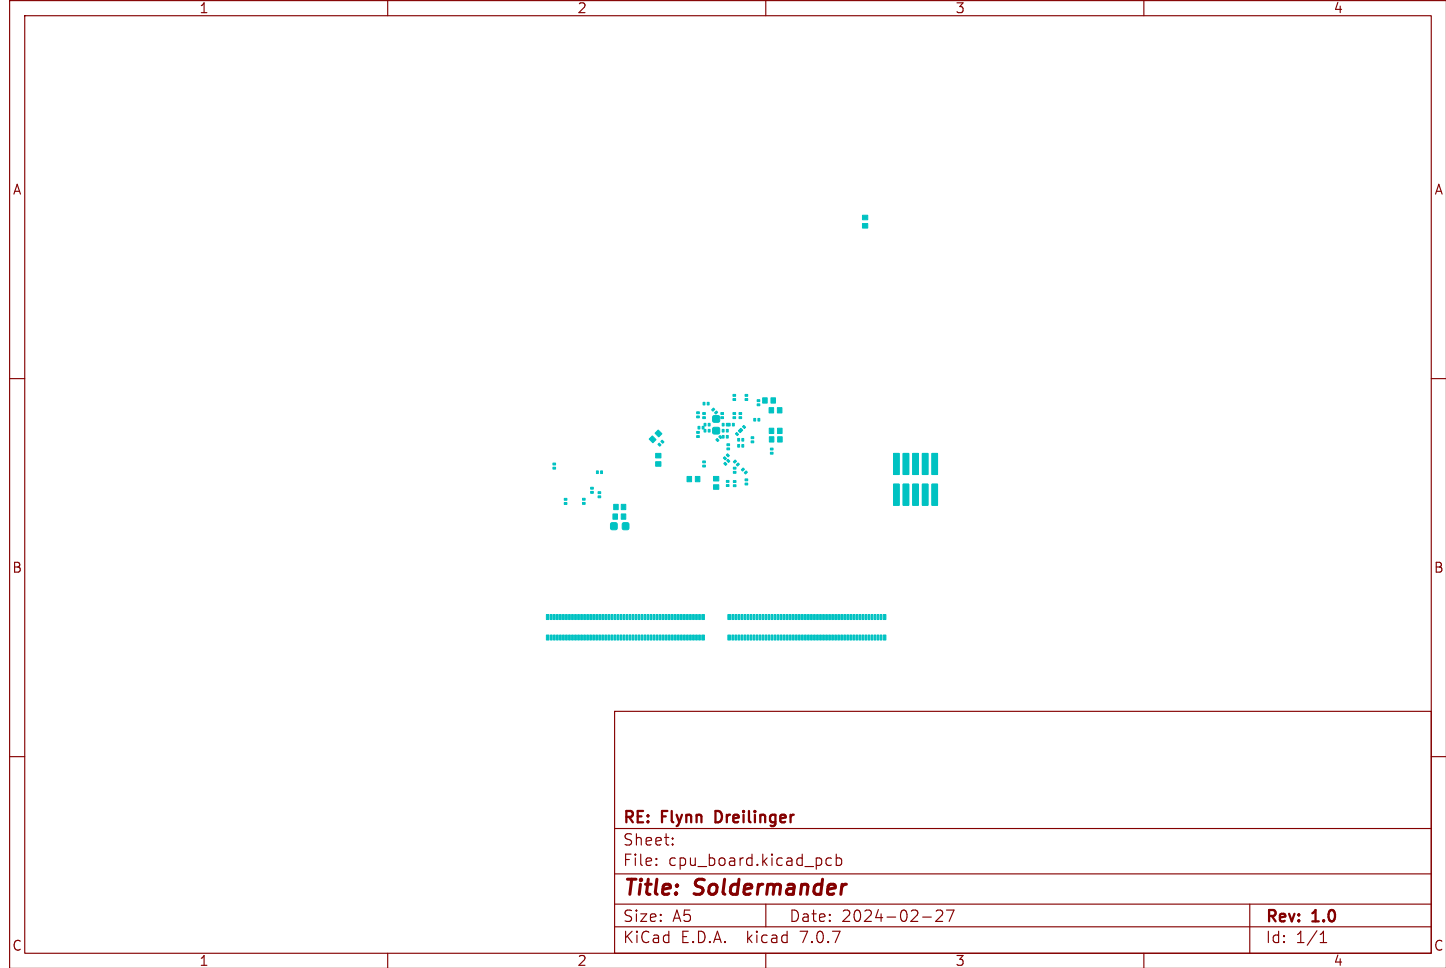 1 2 3 4
A A
B B
RE: Flynn Dreilinger
Sheet:
File: cpu_board.kicad_pcb
Title: Soldermander
Size: A5 Date: 2024-02-27 Rev: 1.0
KiCad E.D.A. kicad 7.0.7 Id: 1/1
C C
1 2 3 4